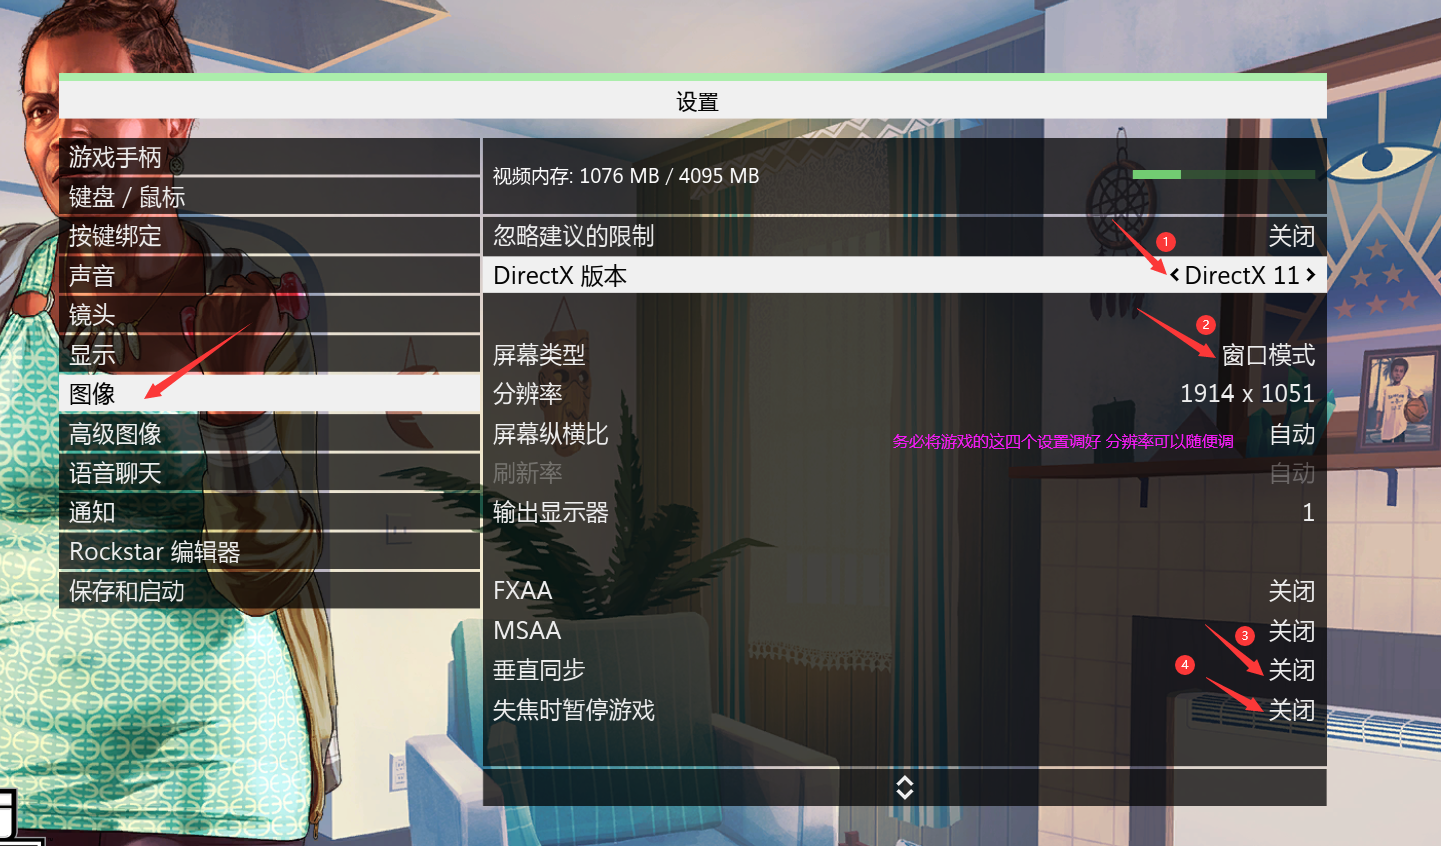 设置
游戏手柄
键盘 / 鼠标
按键绑定
声音
镜头
显示
图像
高级图像
语音聊天
通知
Rockstar 编辑器
保存和启动
视频内存: 1076 MB / 4095 MB
忽略建议的限制 关闭
1
DirectX 版本 DirectX 11
2
屏幕类型 窗口模式
分辨率 1914 x 1051
屏幕纵横比 自动
务必将游戏的这四个设置调好 分辨率可以随便调
刷新率 自动
输出显示器 1
FXAA 关闭
MSAA 关闭
3
垂直同步 关闭
4
失焦时暂停游戏 关闭